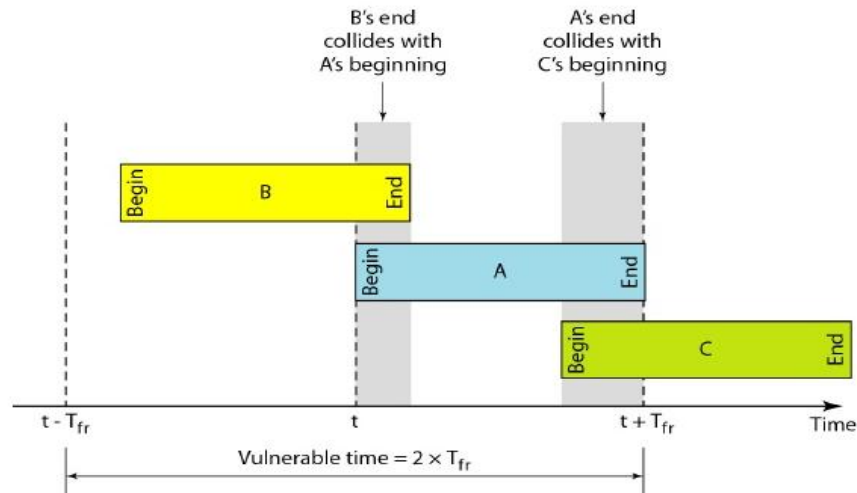 B's end
collides with
A's beginning
A's end
collides with
C's beginning
Begin
B
End
Begin
A
End
Begin
C
End
t - Tfr
t
t + Tfr
Time
Vulnerable time = 2 × Tfr